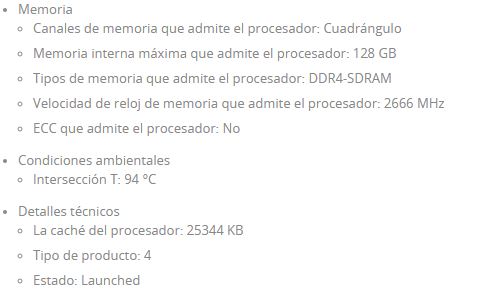 Memoria
Canales de memoria que admite el procesador: Cuadrángulo
Memoria interna máxima que admite el procesador: 128 GB
Tipos de memoria que admite el procesador: DDR4-SDRAM
Velocidad de reloj de memoria que admite el procesador: 2666 MHz
ECC que admite el procesador: No
Condiciones ambientales
Intersección T: 94 °C
Detalles técnicos
La caché del procesador: 25344 KB
Tipo de producto: 4
Estado: Launched